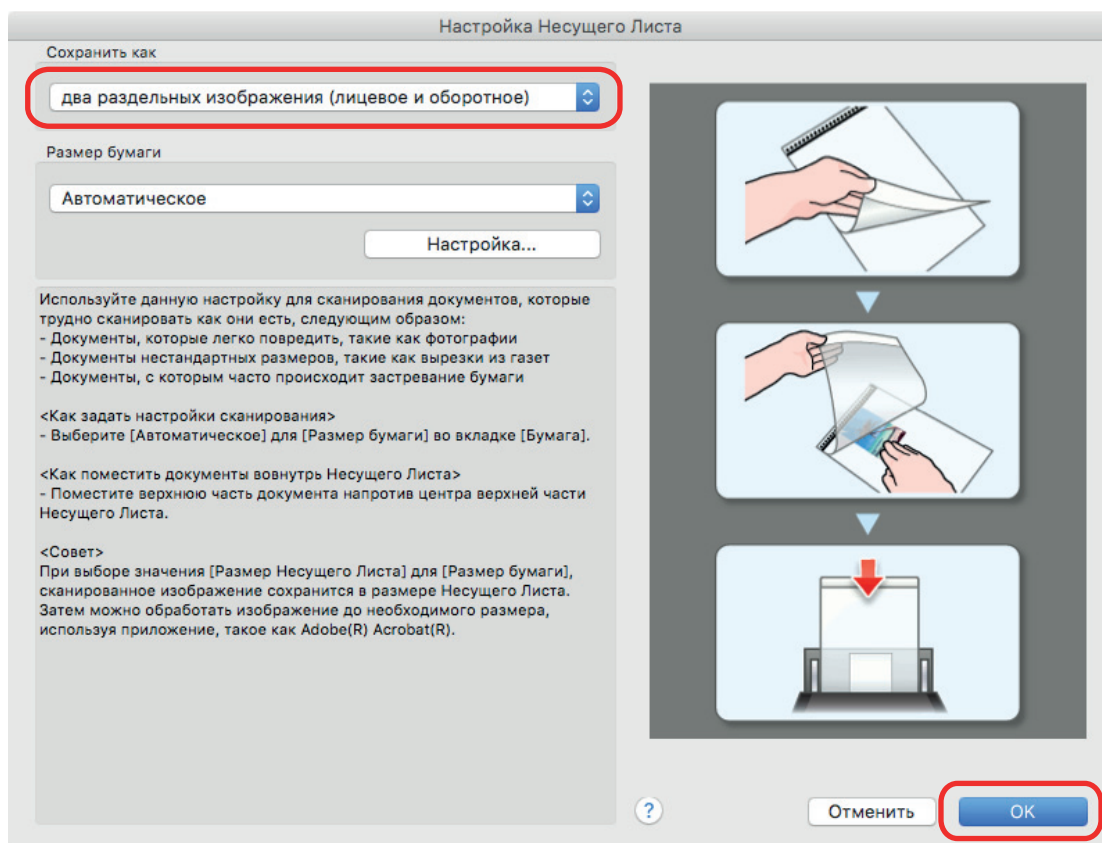 Настройка Несущего Листа
Сохранить как
два раздельных изображения (лицевое и оборотное)
Размер бумаги
Автоматическое
Настройка...
Используйте данную настройку для сканирования документов, которые
трудно сканировать как они есть, следующим образом:
- Документы, которые легко повредить, такие как фотографии
- Документы нестандартных размеров, такие как вырезки из газет
- Документы, с которым часто происходит застревание бумаги
<Как задать настройки сканирования>
- Выберите [Автоматическое] для [Размер бумаги] во вкладке [Бумага].
<Как поместить документы вовнутрь Несущего Листа>
- Поместите верхнюю часть документа напротив центра верхней части
Несущего Листа.
<Совет>
При выборе значения [Размер Несущего Листа] для [Размер бумаги],
сканированное изображение сохранится в размере Несущего Листа.
Затем можно обработать изображение до необходимого размера,
используя приложение, такое как Adobe(R) Acrobat(R).
?
Отменить
OK